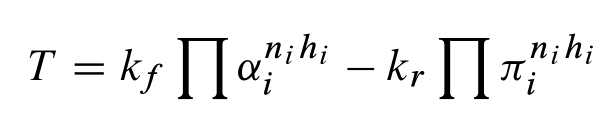 T = k_f ∏ α_i^{n_i h_i} − k_r ∏ π_i^{n_i h_i}